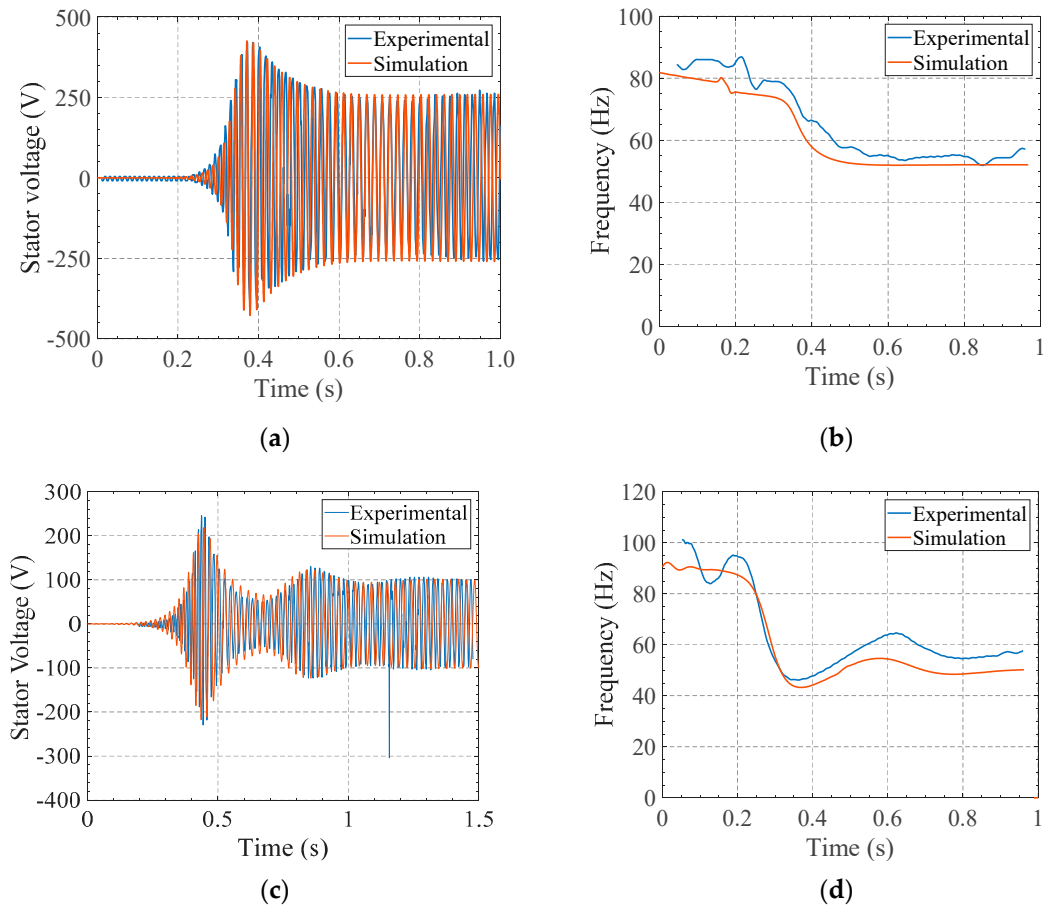 500
250
0
-250
-500
Stator voltage (V)
Experimental
Simulation
0
0.2
0.4
0.6
0.8
1.0
Time (s)
(a)
100
80
60
40
20
0
Frequency (Hz)
Experimental
Simulation
0
0.2
0.4
0.6
0.8
1
Time (s)
(b)
300
200
100
0
-100
-200
-300
-400
Stator Voltage (V)
Experimental
Simulation
0
0.5
1
1.5
Time (s)
(c)
120
100
80
60
40
20
0
Frequency (Hz)
Experimental
Simulation
0
0.2
0.4
0.6
0.8
1
Time (s)
(d)